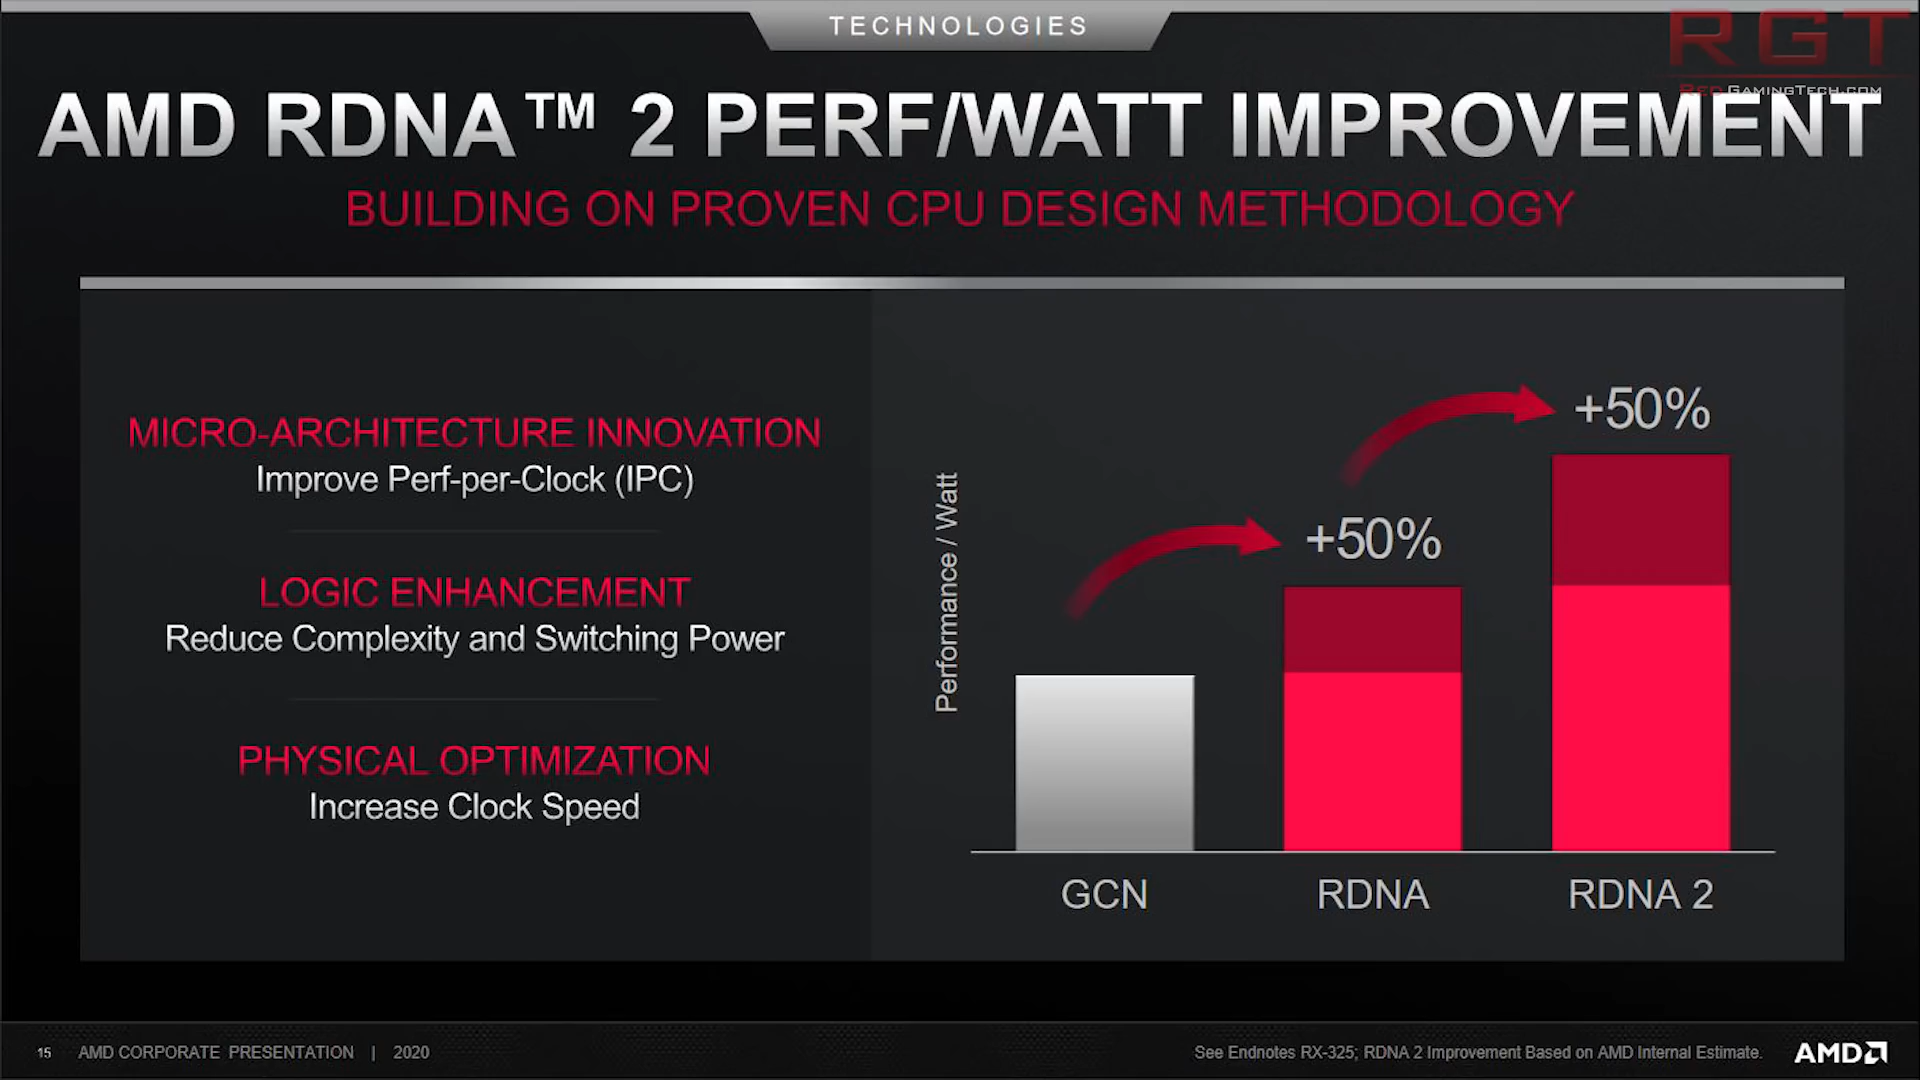 TECHNOLOGIES
RGT
REDGAMINGTECH.COM
AMD RDNA™ 2 PERF/WATT IMPROVEMENT
BUILDING ON PROVEN CPU DESIGN METHODOLOGY
MICRO-ARCHITECTURE INNOVATION
Improve Perf-per-Clock (IPC)
LOGIC ENHANCEMENT
Reduce Complexity and Switching Power
PHYSICAL OPTIMIZATION
Increase Clock Speed
Performance / Watt
+50%
+50%
GCN
RDNA
RDNA 2
15 AMD CORPORATE PRESENTATION | 2020
See Endnotes RX-325; RDNA 2 Improvement Based on AMD Internal Estimate.
AMD